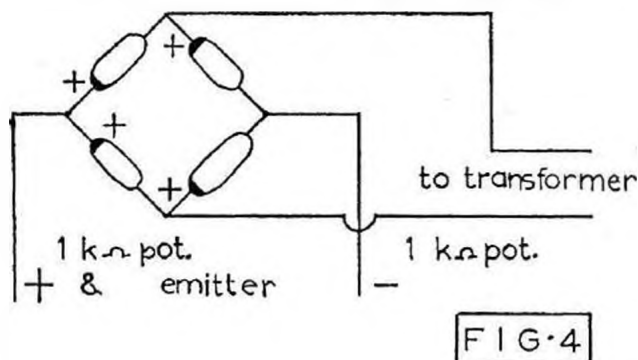 + +
+
+
to transformer
1 kΩ pot. 1 kΩ pot.
+ & emitter −
FIG·4